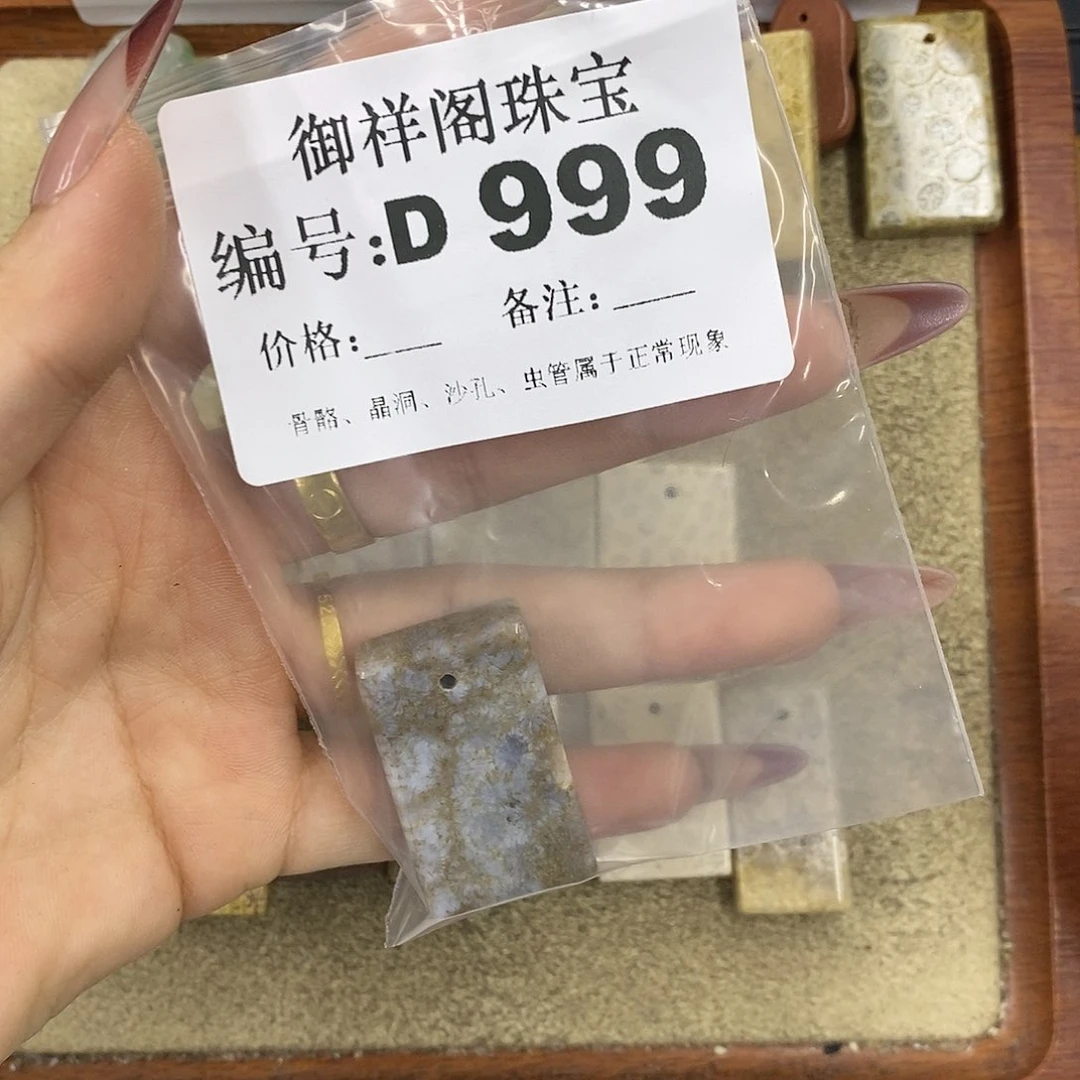 御祥阁珠宝
编号:D 999
价格:___ 备注:____
骨骼、晶洞、沙孔、虫管属于正常现象